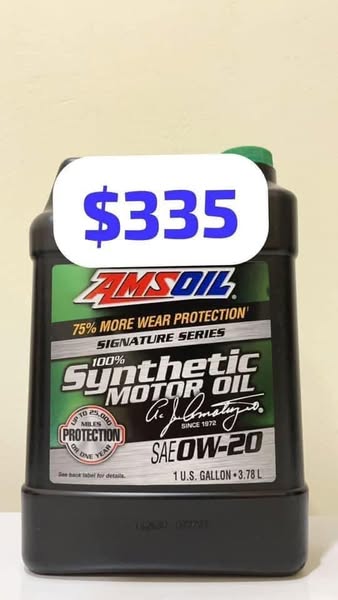 $335
AMSOIL®
75% MORE WEAR PROTECTION¹
SIGNATURE SERIES
100%
Synthetic
MOTOR OIL
SINCE 1972
UP TO 25,000
MILES
PROTECTION
OR ONE YEAR
SAE 0W-20
See back label for details.
1 U.S. GALLON • 3.78 L